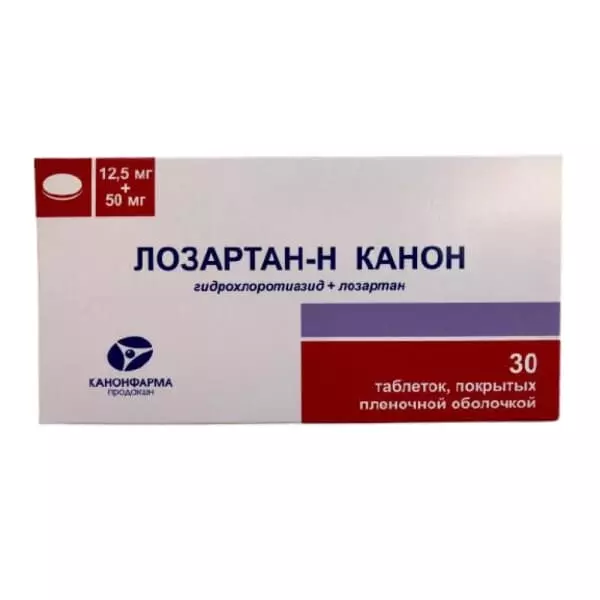 12,5 мг
+
50 мг
ЛОЗАРТАН-Н КАНОН
гидрохлоротиазид + лозартан
КАНОНФАРМА
продакшн
30
таблеток, покрытых
пленочной оболочкой